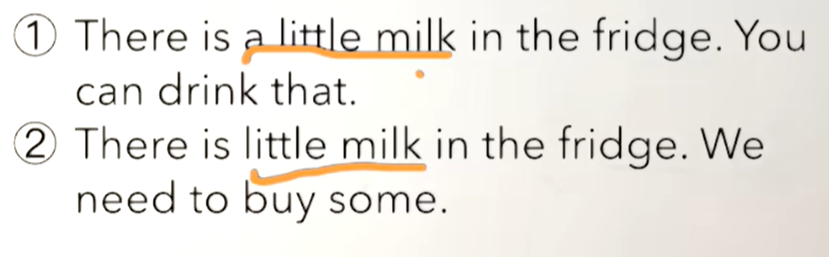 ① There is a little milk in the fridge. You
can drink that.
② There is little milk in the fridge. We
need to buy some.